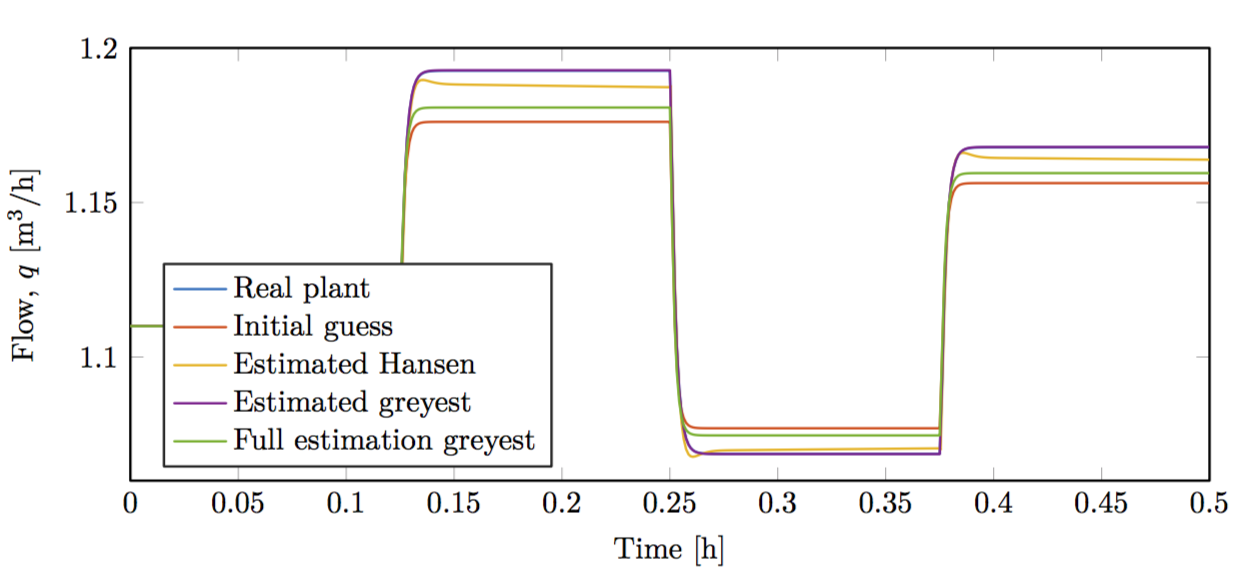 1.2
1.15
1.1
Flow, q [m³/h]
Real plant
Initial guess
Estimated Hansen
Estimated greyest
Full estimation greyest
0 0.05 0.1 0.15 0.2 0.25 0.3 0.35 0.4 0.45 0.5
Time [h]